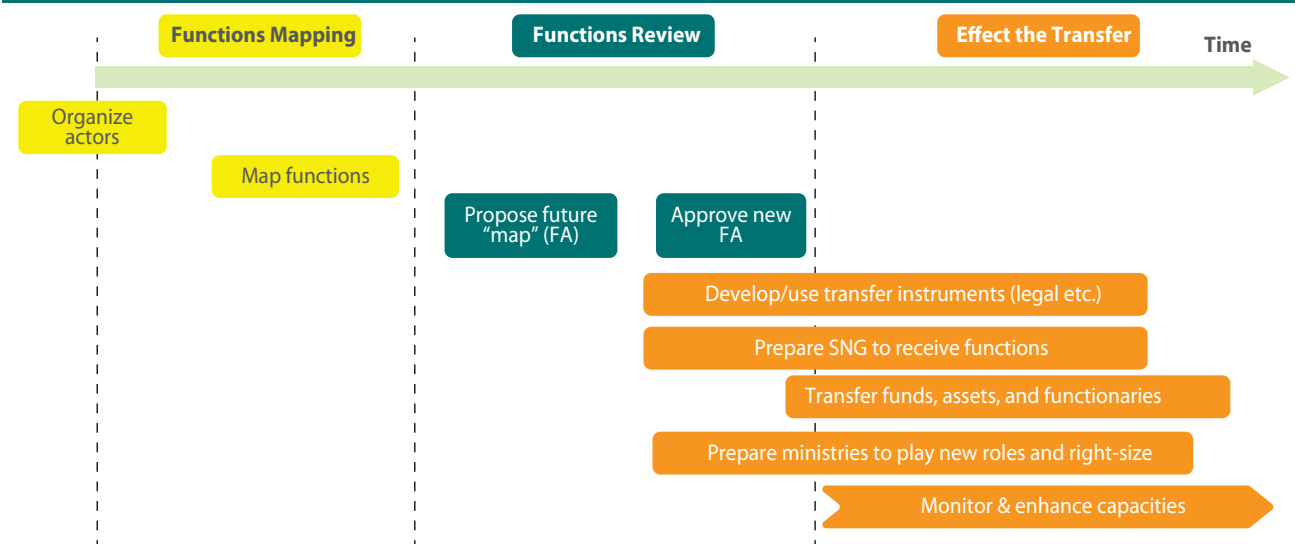 Functions Mapping
Functions Review
Effect the Transfer
Time
Organize
actors
Map functions
Propose future
“map” (FA)
Approve new
FA
Develop/use transfer instruments (legal etc.)
Prepare SNG to receive functions
Transfer funds, assets, and functionaries
Prepare ministries to play new roles and right-size
Monitor & enhance capacities